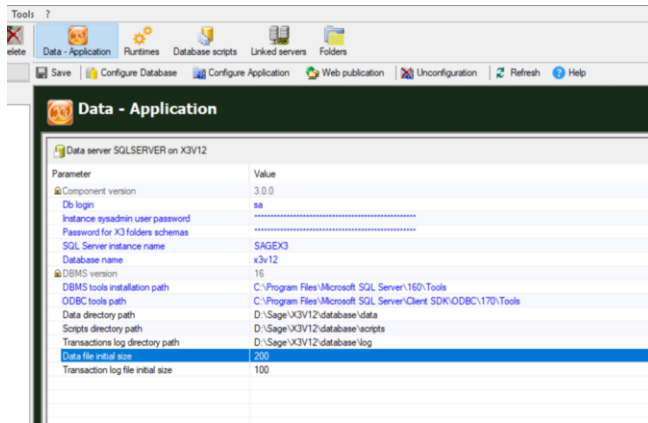 Tools ?
elete Data - Application Runtimes Database scripts Linked servers Folders
Save Configure Database Configure Application Web publication Unconfiguration Refresh Help
Data - Application
Data server SQLSERVER on X3V12
Parameter Value
Component version 3.0.0
Db login sa
Instance sysadmin user password
Password for X3 folders schemas
SQL Server instance name SAGEX3
Database name x3v12
DBMS version 16
DBMS tools installation path C:\Program Files\Microsoft SQL Server\160\Tools
ODBC tools path C:\Program Files\Microsoft SQL Server\Client SDK\ODBC\170\Tools
Data directory path D:\Sage\X3V12\database\data
Scripts directory path D:\Sage\X3V12\database\scripts
Transactions log directory path D:\Sage\X3V12\database\log
Data file initial size 200
Transaction log file initial size 100